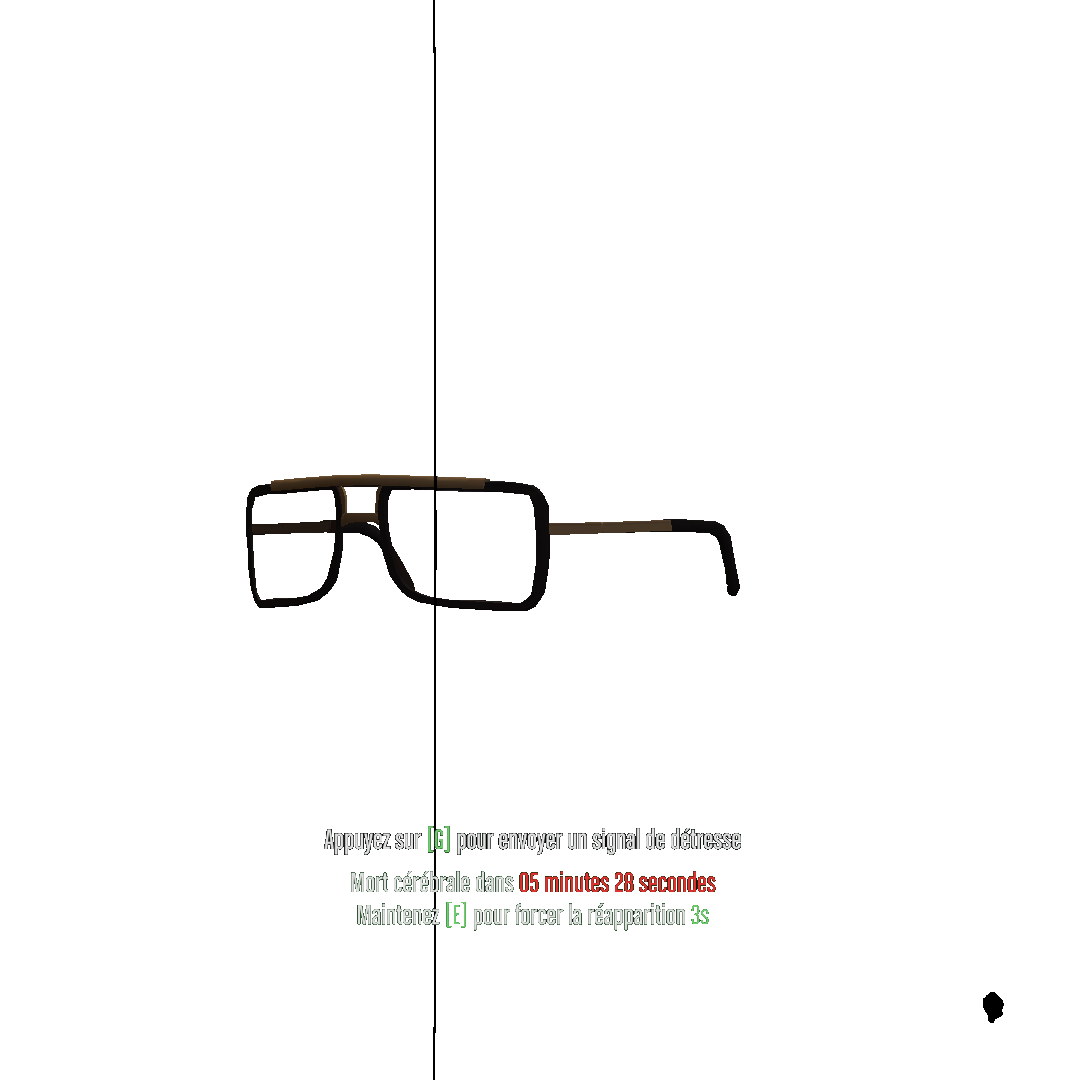 Appuyez sur [G] pour envoyer un signal de détresse
Mort cérébrale dans 05 minutes 28 secondes
Maintenez [E] pour forcer la réapparition 3s